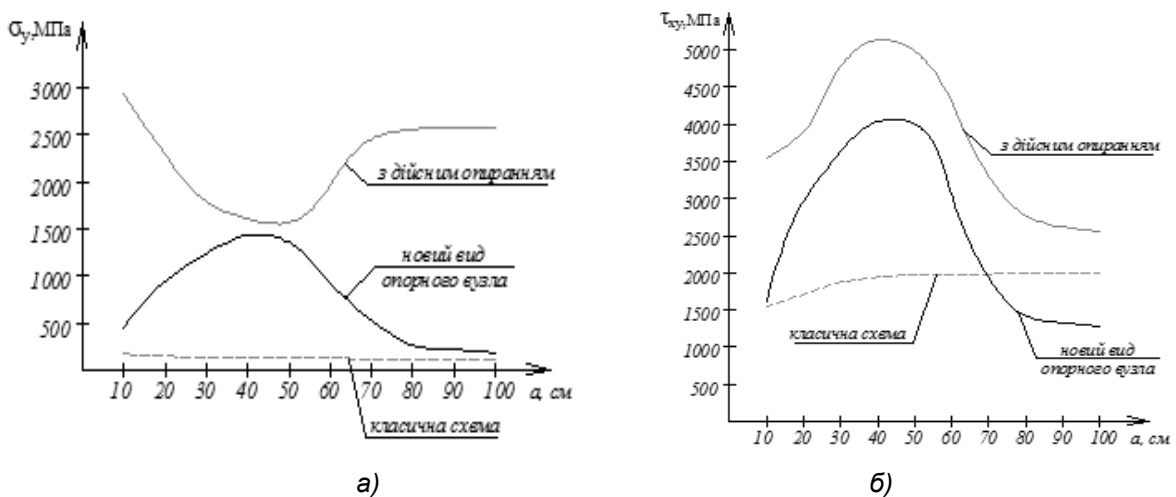 σy,МПа
3000
2500
2000
1500
1000
500
з дійсним опиранням
новий вид
опорного вузла
10 20 30 40 50 60 70 80 90 100 a, см
класична схема
а)
τxy,МПа
5000
4500
4000
3500
3000
2500
2000
1500
1000
500
з дійсним опиранням
класична схема
новий вид
опорного вузла
10 20 30 40 50 60 70 80 90 100 a, см
б)